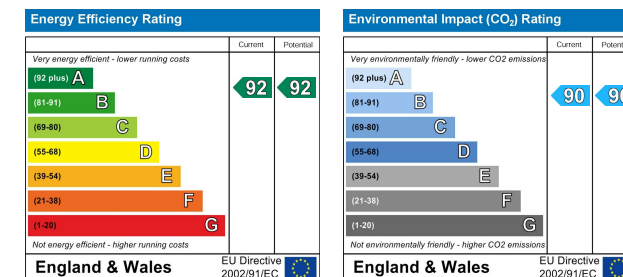 Energy Efficiency Rating
Current Potential
Very energy efficient - lower running costs
(92 plus) A
92 92
(81-91) B
(69-80) C
(55-68) D
(39-54) E
(21-38) F
(1-20) G
Not energy efficient - higher running costs
England & Wales
EU Directive
2002/91/EC
Environmental Impact (CO₂) Rating
Current Potent
Very environmentally friendly - lower CO2 emissions
(92 plus) A
(81-91) B
90 90
(69-80) C
(55-68) D
(39-54) E
(21-38) F
(1-20) G
Not environmentally friendly - higher CO2 emissions
England & Wales
EU Directive
2002/91/EC